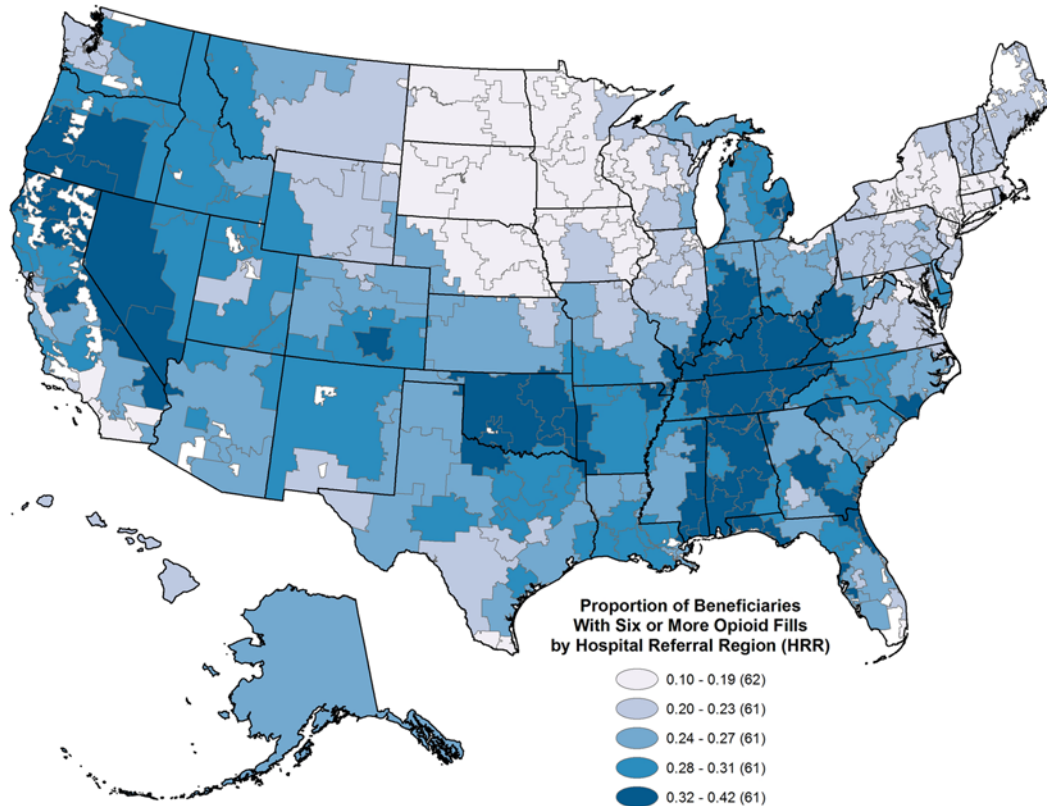 Proportion of Beneficiaries
With Six or More Opioid Fills
by Hospital Referral Region (HRR)
0.10 - 0.19 (62)
0.20 - 0.23 (61)
0.24 - 0.27 (61)
0.28 - 0.31 (61)
0.32 - 0.42 (61)